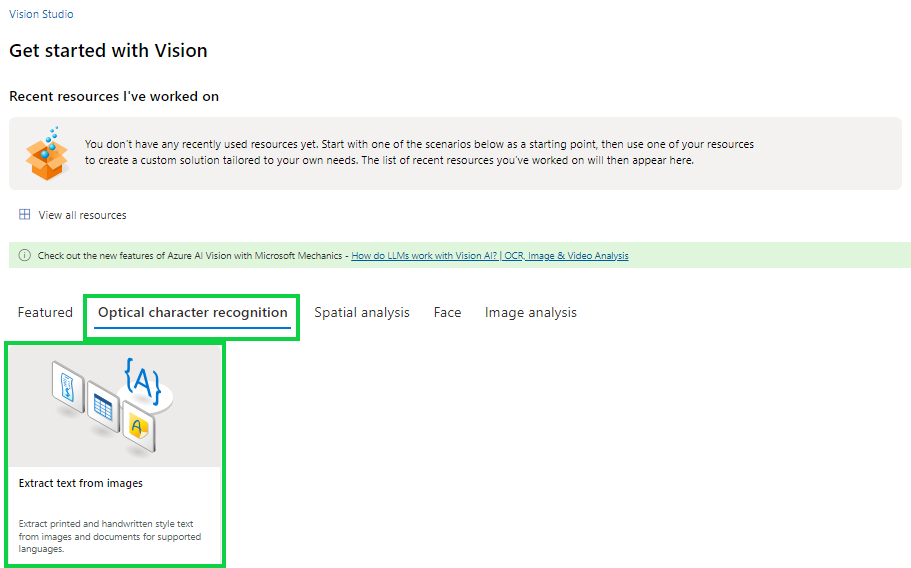 Vision Studio
Get started with Vision
Recent resources I've worked on
You don't have any recently used resources yet. Start with one of the scenarios below as a starting point, then use one of your resources
to create a custom solution tailored to your own needs. The list of recent resources you've worked on will then appear here.
View all resources
Check out the new features of Azure AI Vision with Microsoft Mechanics - How do LLMs work with Vision AI? | OCR, Image & Video Analysis
Featured Optical character recognition Spatial analysis Face Image analysis
{A}
A
Extract text from images
Extract printed and handwritten style text
from images and documents for supported
languages.